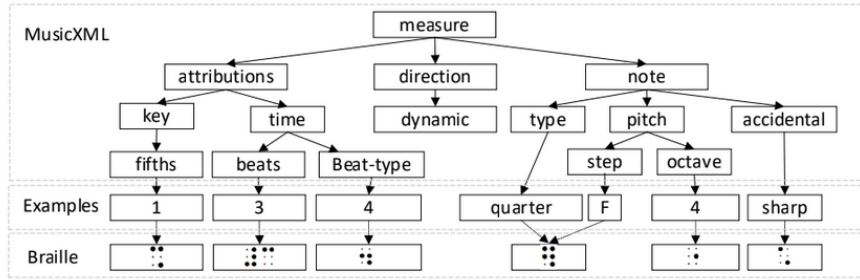 MusicXML
measure
attributions direction note
key time dynamic type pitch accidental
fifths beats Beat-type step octave
Examples 1 3 4 quarter F 4 sharp
Braille ⠩ ⠼⠉ ⠲ ⠿ ⠐ ⠡